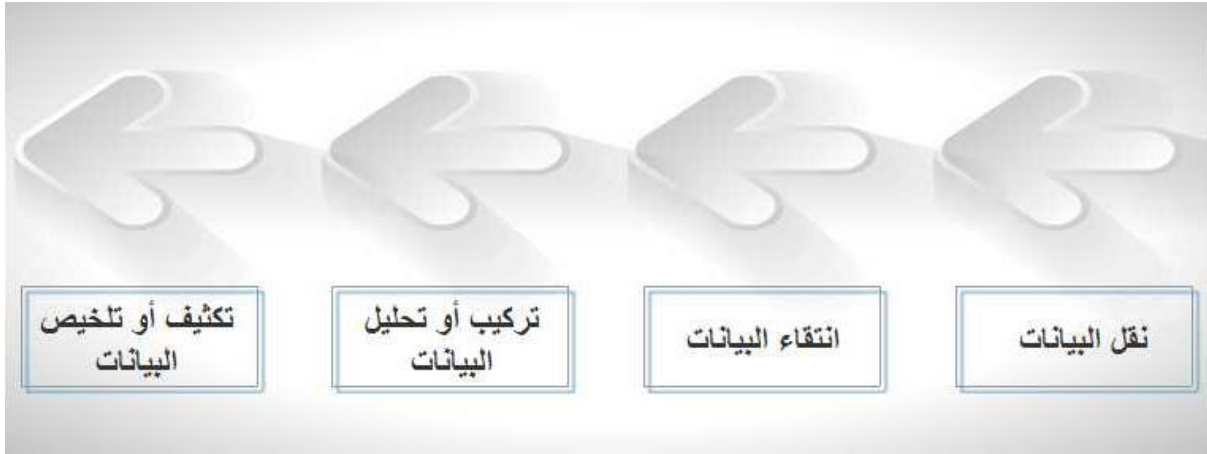 نقل البيانات
انتقاء البيانات
تركيب أو تحليل
البيانات
تكثيف أو تلخيص
البيانات